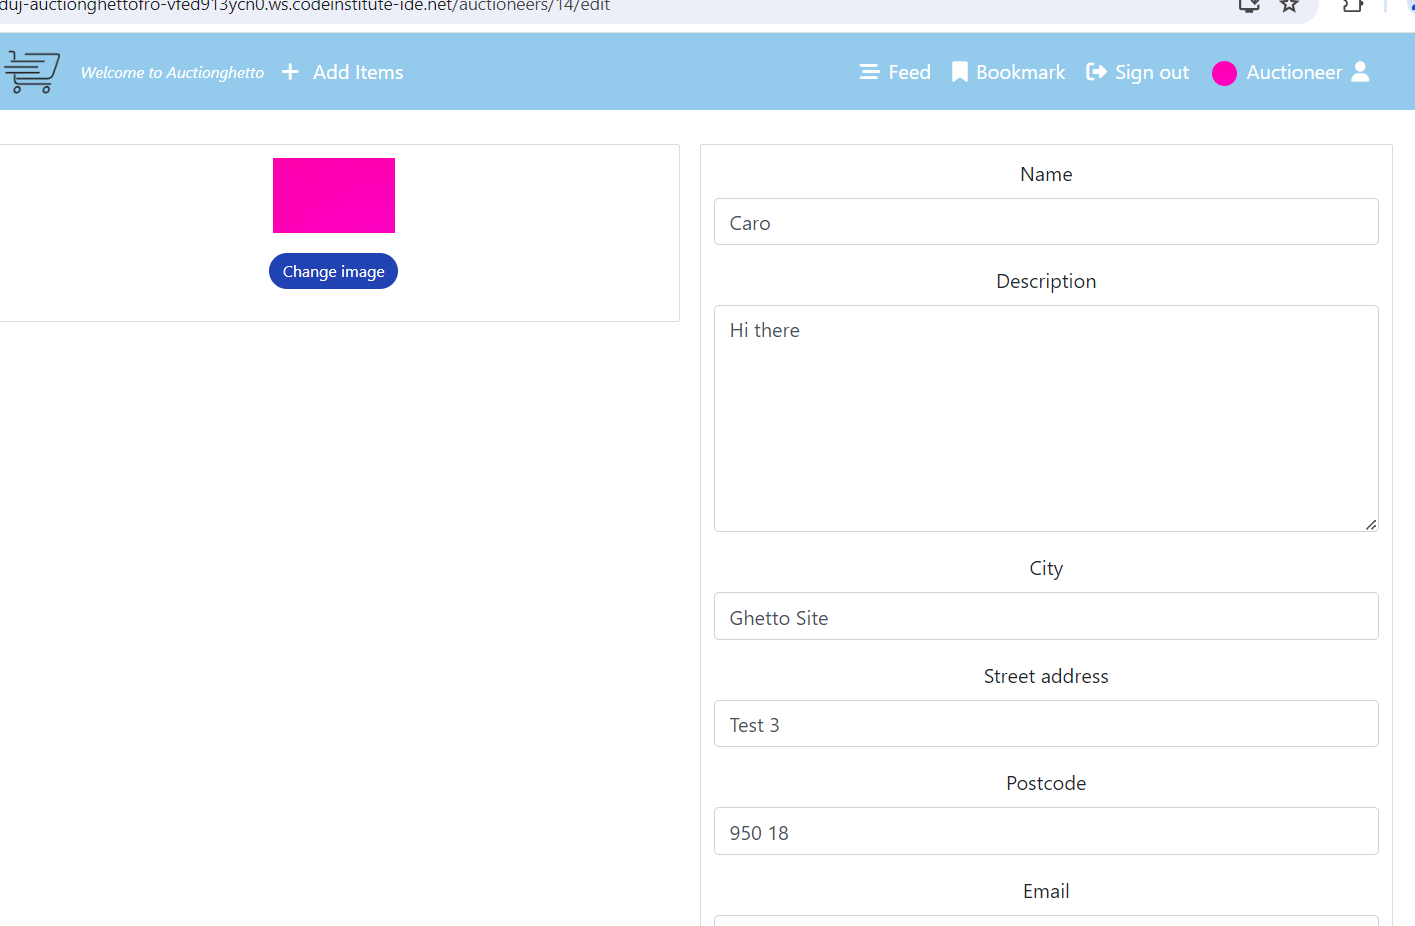 duj-auctionghettofro-vfed913ycn0.ws.codeinstitute-ide.net/auctioneers/14/edit
Welcome to Auctionghetto Add Items Feed Bookmark Sign out Auctioneer
Change image
Name
Caro
Description
Hi there
City
Ghetto Site
Street address
Test 3
Postcode
950 18
Email